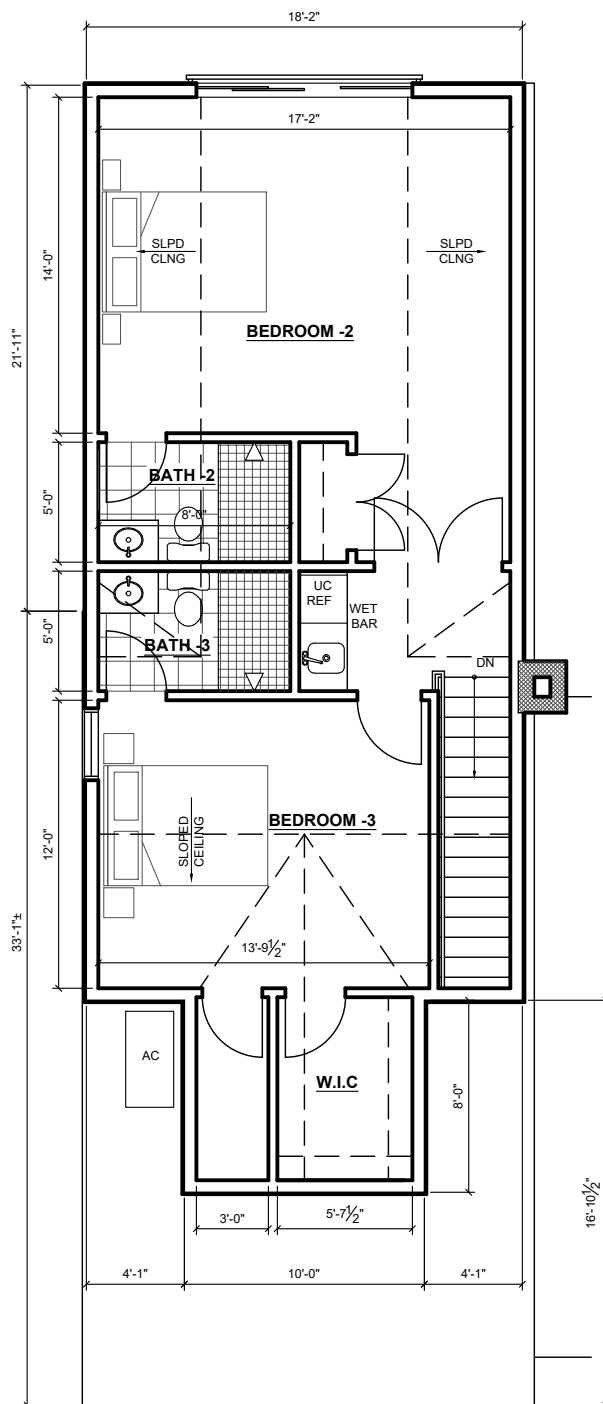 18'-2"
17'-2"
SLPD
CLNG
SLPD
CLNG
14'-0"
21'-11"
BEDROOM -2
BATH -2
8'-0"
5'-0"
UC
REF
WET
BAR
BATH -3
5'-0"
DN
BEDROOM -3
SLOPED
CEILING
12'-0"
33'-1"±
13'-9½"
AC
W.I.C
8'-0"
16'-10½"
3'-0"
5'-7½"
4'-1"
10'-0"
4'-1"